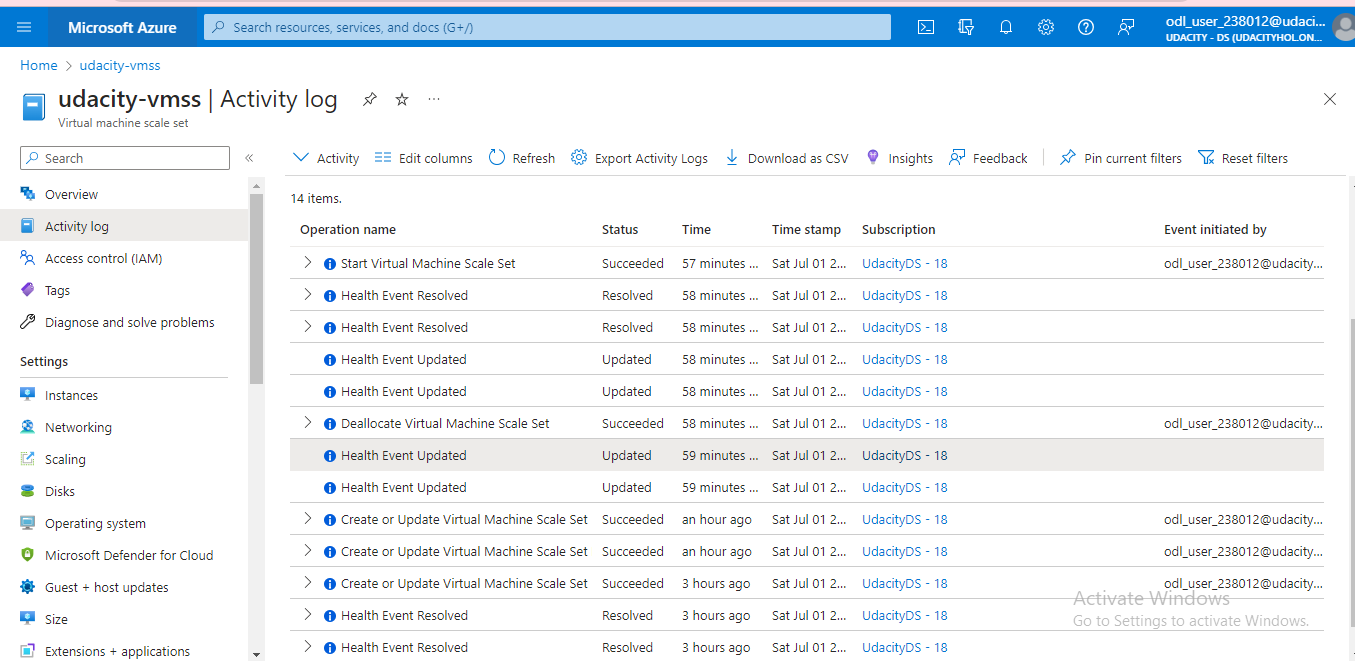 Microsoft Azure
Search resources, services, and docs (G+/)
odl_user_238012@udaci...
UDACITY - DS (UDACITYHOL.ON...
Home > udacity-vmss
udacity-vmss | Activity log
Virtual machine scale set
Search
Activity Edit columns Refresh Export Activity Logs Download as CSV Insights Feedback Pin current filters Reset filters
Overview
Activity log
Access control (IAM)
Tags
Diagnose and solve problems
Settings
Instances
Networking
Scaling
Disks
Operating system
Microsoft Defender for Cloud
Guest + host updates
Size
Extensions + applications
14 items.
Operation name Status Time Time stamp Subscription Event initiated by
Start Virtual Machine Scale Set Succeeded 57 minutes ... Sat Jul 01 2... UdacityDS - 18 odl_user_238012@udacity...
Health Event Resolved Resolved 58 minutes ... Sat Jul 01 2... UdacityDS - 18
Health Event Resolved Resolved 58 minutes ... Sat Jul 01 2... UdacityDS - 18
Health Event Updated Updated 58 minutes ... Sat Jul 01 2... UdacityDS - 18
Health Event Updated Updated 58 minutes ... Sat Jul 01 2... UdacityDS - 18
Deallocate Virtual Machine Scale Set Succeeded 58 minutes ... Sat Jul 01 2... UdacityDS - 18 odl_user_238012@udacity...
Health Event Updated Updated 59 minutes ... Sat Jul 01 2... UdacityDS - 18
Health Event Updated Updated 59 minutes ... Sat Jul 01 2... UdacityDS - 18
Create or Update Virtual Machine Scale Set Succeeded an hour ago Sat Jul 01 2... UdacityDS - 18 odl_user_238012@udacity...
Create or Update Virtual Machine Scale Set Succeeded an hour ago Sat Jul 01 2... UdacityDS - 18 odl_user_238012@udacity...
Create or Update Virtual Machine Scale Set Succeeded 3 hours ago Sat Jul 01 2... UdacityDS - 18 odl_user_238012@udacity...
Health Event Resolved Resolved 3 hours ago Sat Jul 01 2... UdacityDS - 18
Health Event Resolved Resolved 3 hours ago Sat Jul 01 2... UdacityDS - 18
Activate Windows
Go to Settings to activate Windows.